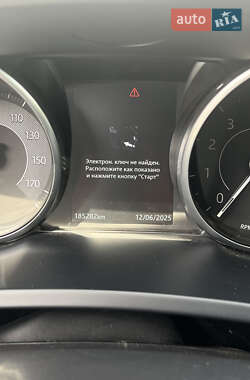 auto RIA
Электрон. ключ не найден.
Расположите как показано
и нажмите кнопку "Старт"
185282km 12/06/2025
110
130
150
170
3
2
1
0
RPM